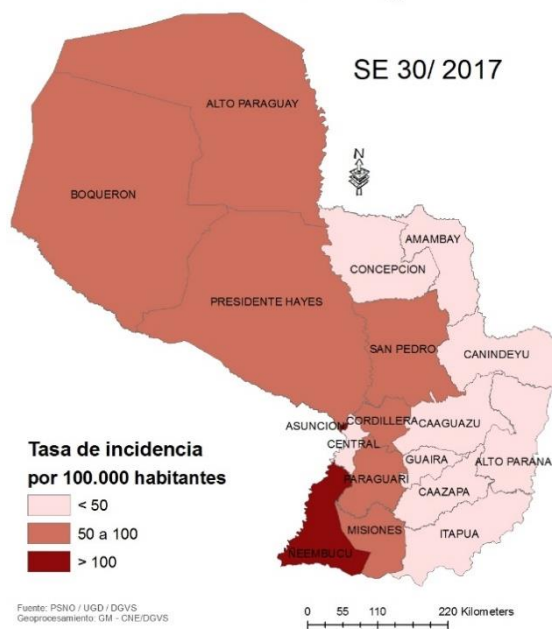 SE 30/ 2017
N
ALTO PARAGUAY
BOQUERON
AMAMBAY
CONCEPCION
PRESIDENTE HAYES
SAN PEDRO
CANINDEYU
ASUNCION
CORDILLERA
CAAGUAZU
CENTRAL
GUAIRA
ALTO PARANA
PARAGUARI
CAAZAPA
MISIONES
ITAPUA
ÑEEMBUCU
Tasa de incidencia
por 100.000 habitantes
< 50
50 a 100
> 100
Fuente: PSNO / UGD / DGVS
Geoprocesamiento: GM - CNE/DGVS
0 55 110 220 Kilometers